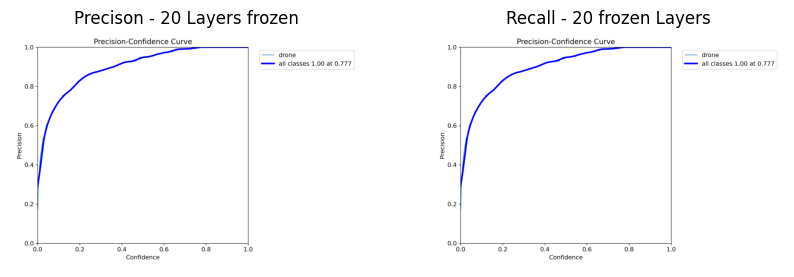 Precison - 20 Layers frozen
Precision-Confidence Curve
1.0
0.8
0.6
0.4
0.2
0.0
Precision
0.0 0.2 0.4 0.6 0.8 1.0
Confidence
drone
all classes 1.00 at 0.777
Recall - 20 frozen Layers
Precision-Confidence Curve
1.0
0.8
0.6
0.4
0.2
0.0
Precision
0.0 0.2 0.4 0.6 0.8 1.0
Confidence
drone
all classes 1.00 at 0.777